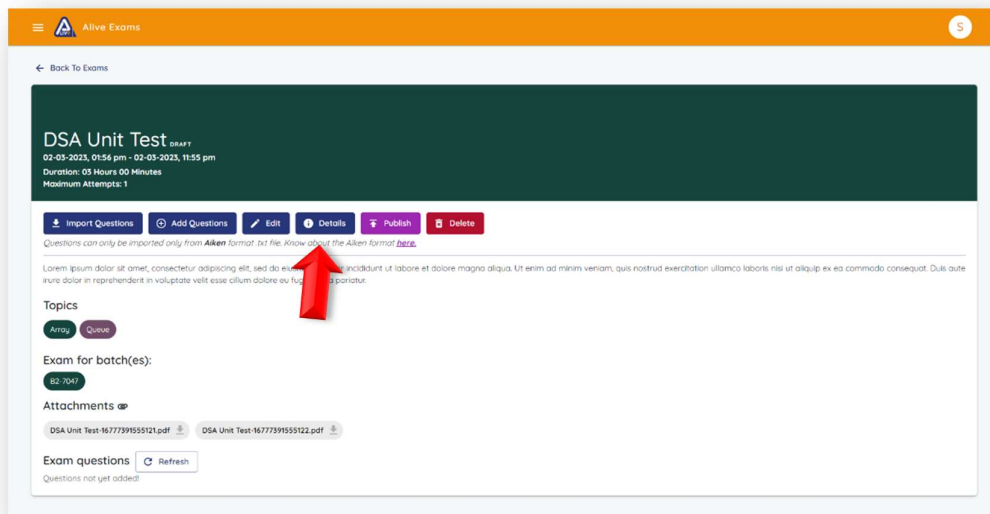 ALIVE
Alive Exams
S
Back To Exams
DSA Unit Test DRAFT
02-03-2023, 01:56 pm - 02-03-2023, 11:55 pm
Duration: 03 Hours 00 Minutes
Maximum Attempts: 1
Import Questions Add Questions Edit Details Publish Delete
Questions can only be imported only from Aiken format .txt file. Know about the Aiken format here.
Lorem ipsum dolor sit amet, consectetur adipiscing elit, sed do incididunt ut labore et dolore magna aliqua. Ut enim ad minim veniam, quis nostrud exercitation ullamco laboris nisi ut aliquip ex ea commodo consequat. Duis aute
irure dolor in reprehenderit in voluptate velit esse cillum dolore eu pariatur.
Topics
Array Queue
Exam for batch(es):
B2-7047
Attachments
DSA Unit Test-16777391555121.pdf DSA Unit Test-16777391555122.pdf
Exam questions Refresh
Questions not yet added!